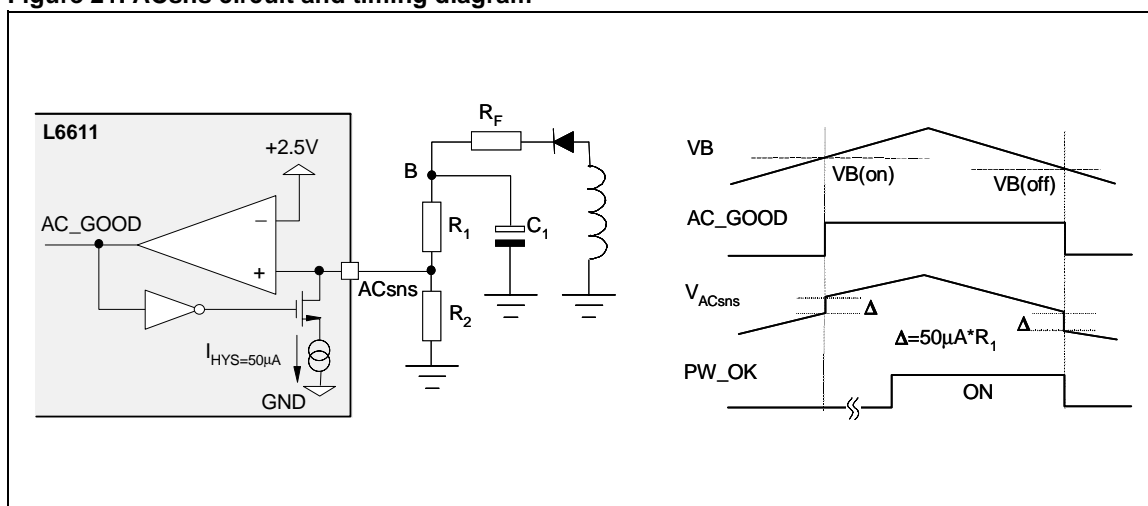 Figure 21. ACsns circuit and timing diagram
L6611
+2.5V
AC_GOOD
−
+
ACsns
I_HYS=50μA
GND
R_F
B
R_1
C_1
R_2
VB
VB(on)
VB(off)
AC_GOOD
V_ACsns
Δ
Δ
Δ=50μA*R_1
PW_OK
ON